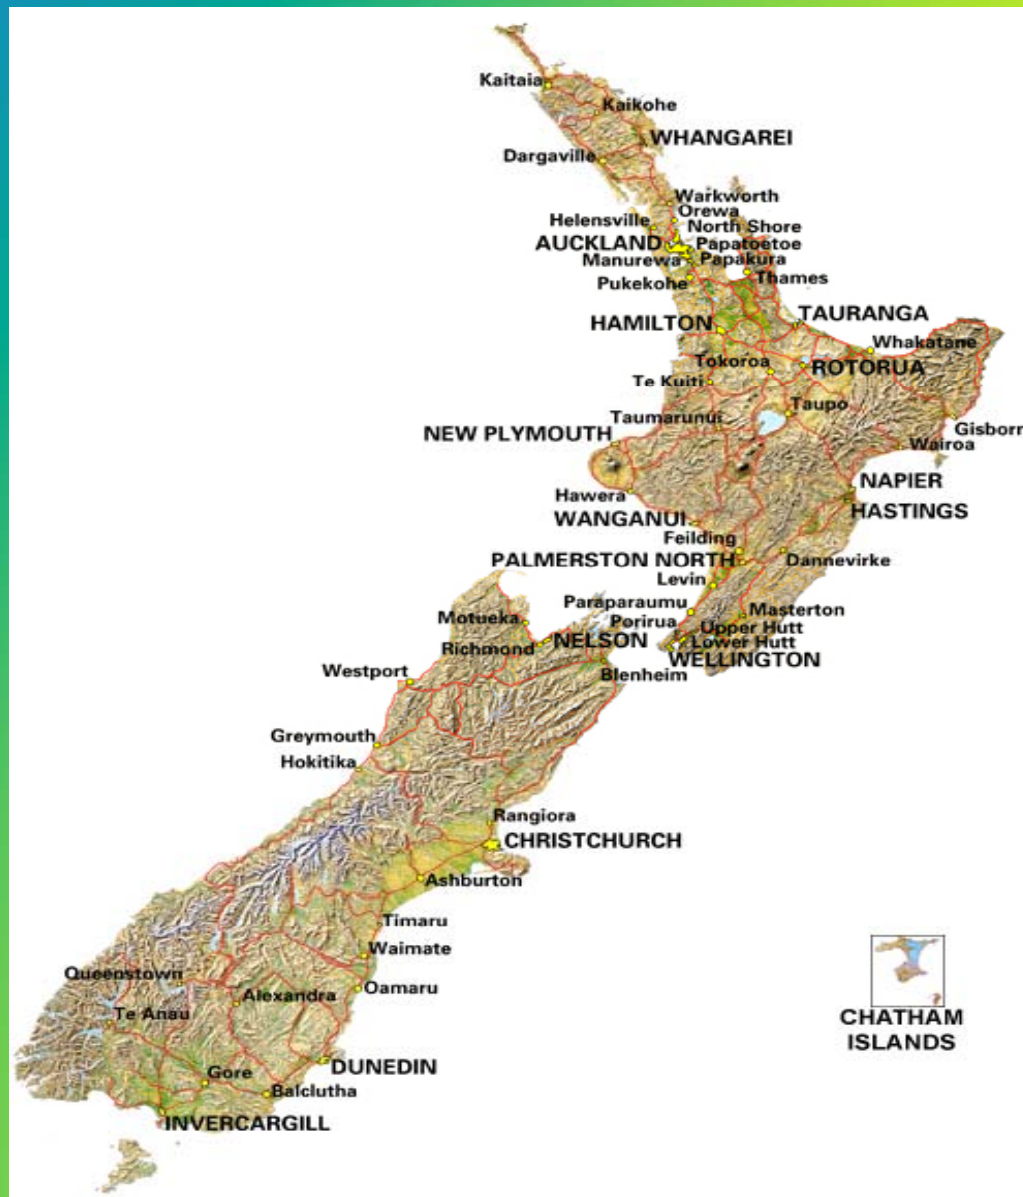 Kaitaia
Kaikohe
WHANGAREI
Dargaville
Warkworth
Orewa
Helensville
North Shore
AUCKLAND
Papatoetoe
Manurewa
Papakura
Thames
Pukekohe
TAURANGA
HAMILTON
Whakatane
Tokoroa
ROTORUA
Te Kuiti
Taupo
Taumarunui
Gisborn
NEW PLYMOUTH
Wairoa
NAPIER
Hawera
HASTINGS
WANGANUI
Feilding
PALMERSTON NORTH
Dannevirke
Levin
Paraparaumu
Masterton
Motueka
Porirua
Upper Hutt
NELSON
Lower Hutt
Richmond
WELLINGTON
Westport
Blenheim
Greymouth
Hokitika
Rangiora
CHRISTCHURCH
Ashburton
Timaru
Waimate
Queenstown
Oamaru
Alexandra
Te Anau
CHATHAM
ISLANDS
DUNEDIN
Gore
Balclutha
INVERCARGILL